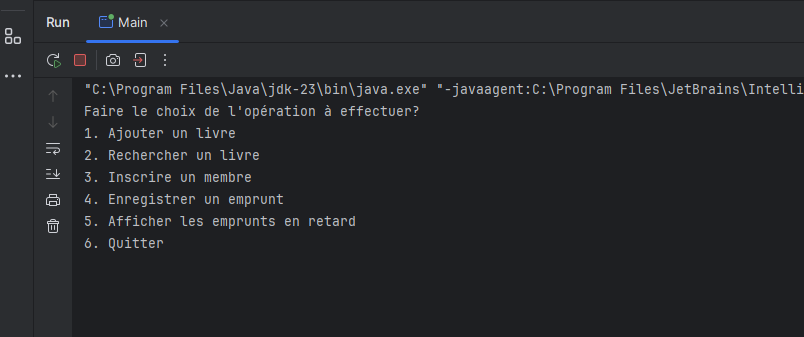 Run
Main
"C:\Program Files\Java\jdk-23\bin\java.exe" "-javaagent:C:\Program Files\JetBrains\Intelli
Faire le choix de l'opération à effectuer?
1. Ajouter un livre
2. Rechercher un livre
3. Inscrire un membre
4. Enregistrer un emprunt
5. Afficher les emprunts en retard
6. Quitter